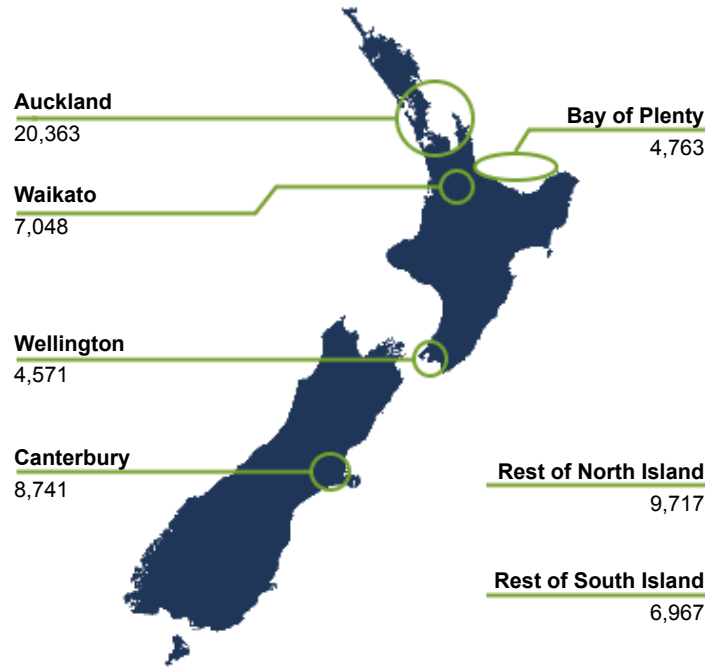 Auckland
20,363
Bay of Plenty
4,763
Waikato
7,048
Wellington
4,571
Canterbury
8,741
Rest of North Island
9,717
Rest of South Island
6,967